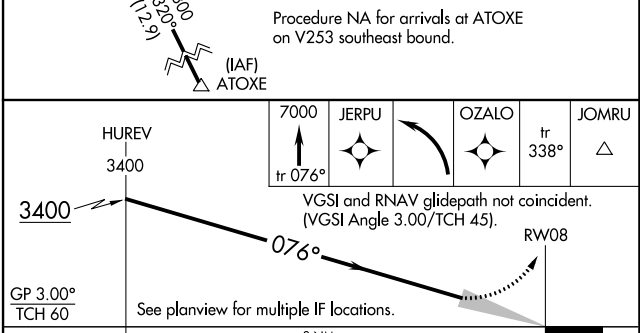 320°
(12.9)
Procedure NA for arrivals at ATOXE
on V253 southeast bound.
(IAF)
ATOXE
7000
tr 076°
JERPU
OZALO
tr
338°
JOMRU
HUREV
3400
VGSI and RNAV glidepath not coincident.
(VGSI Angle 3.00/TCH 45).
3400
RW08
076°
GP 3.00°
TCH 60
See planview for multiple IF locations.